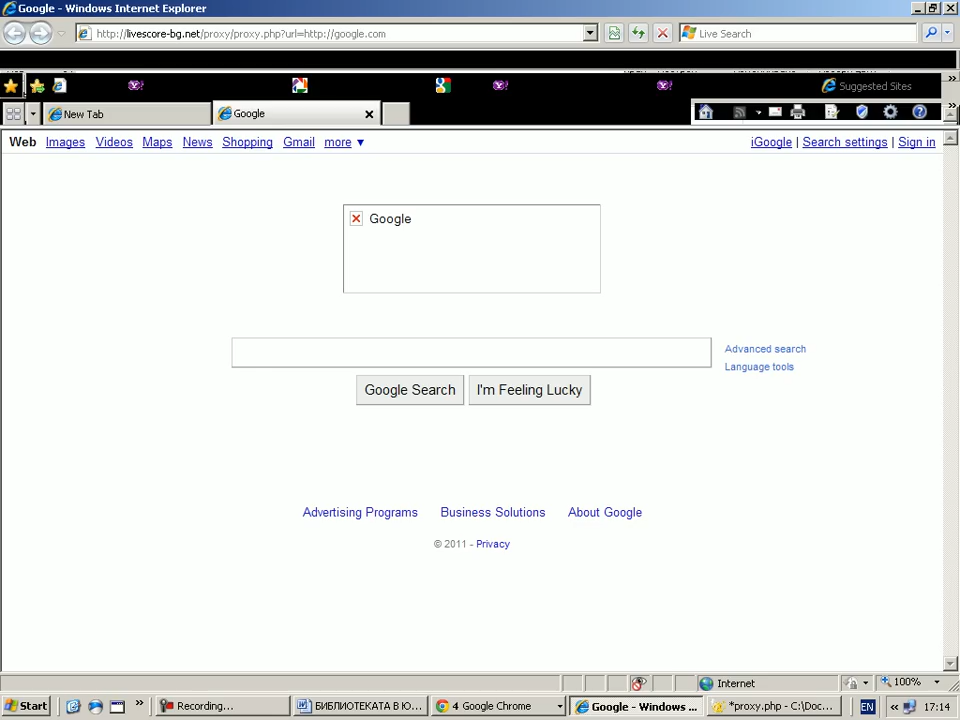 Google - Windows Internet Explorer
http://livescore-bg.net/proxy/proxy.php?url=http://google.com
Live Search
Suggested Sites
New Tab
Google
Web Images Videos Maps News Shopping Gmail more ▼
iGoogle | Search settings | Sign in
Google
Advanced search
Language tools
Google Search
I'm Feeling Lucky
Advertising Programs
Business Solutions
About Google
© 2011 - Privacy
Internet
100%
Start
Recording...
БИБЛИОТЕКАТА В Ю...
4 Google Chrome
Google - Windows ...
*proxy.php - C:\Doc...
EN
17:14